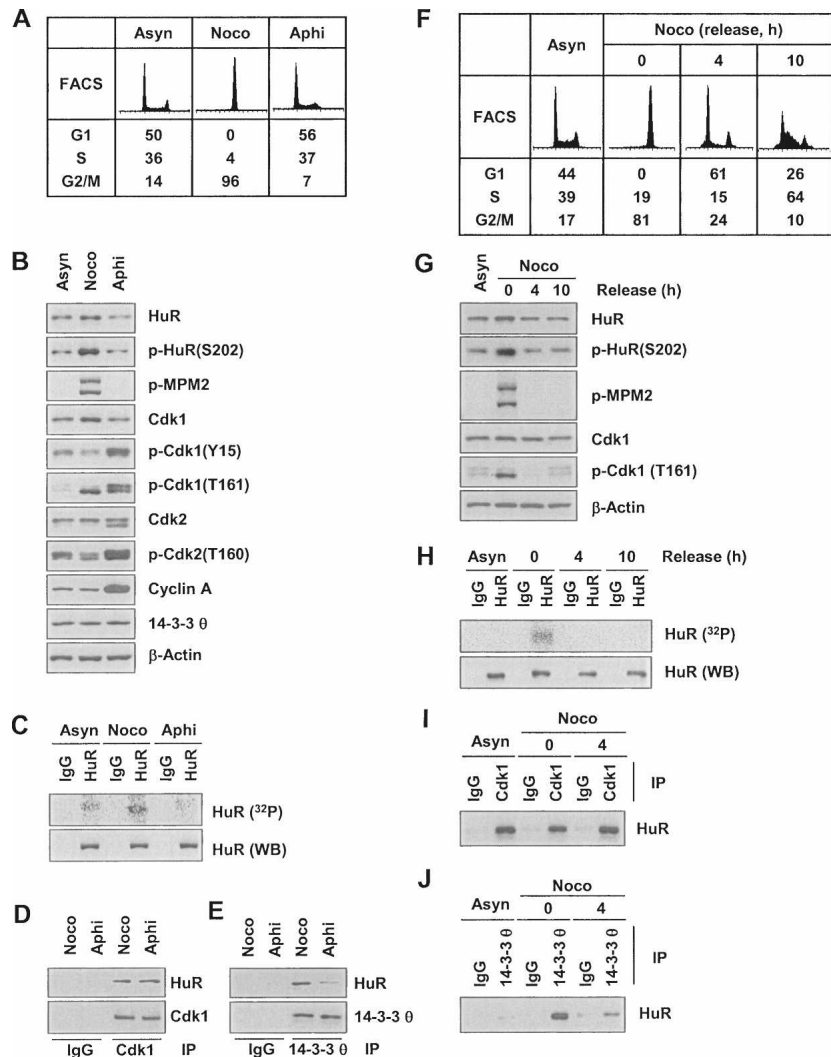 A
Asyn Noco Aphi
FACS
G1 50 0 56
S 36 4 37
G2/M 14 96 7
B
Asyn Noco Aphi
HuR
p-HuR(S202)
p-MPM2
Cdk1
p-Cdk1(Y15)
p-Cdk1(T161)
Cdk2
p-Cdk2(T160)
Cyclin A
14-3-3 θ
β-Actin
C
Asyn Noco Aphi
IgG HuR IgG HuR IgG HuR
HuR (³²P)
HuR (WB)
D
Noco Aphi Noco Aphi
HuR
Cdk1
IgG Cdk1 IP
E
Noco Aphi Noco Aphi
HuR
14-3-3 θ
IgG 14-3-3 θ IP
F
Asyn Noco (release, h)
0 4 10
FACS
G1 44 0 61 26
S 39 19 15 64
G2/M 17 81 24 10
G
Asyn Noco
0 4 10 Release (h)
HuR
p-HuR(S202)
p-MPM2
Cdk1
p-Cdk1 (T161)
β-Actin
H
Asyn 0 4 10 Release (h)
IgG HuR IgG HuR IgG HuR IgG HuR
HuR (³²P)
HuR (WB)
I
Noco
Asyn 0 4
IgG Cdk1 IgG Cdk1 IgG Cdk1 IP
HuR
J
Noco
Asyn 0 4
IgG 14-3-3 θ IgG 14-3-3 θ IgG 14-3-3 θ IP
HuR